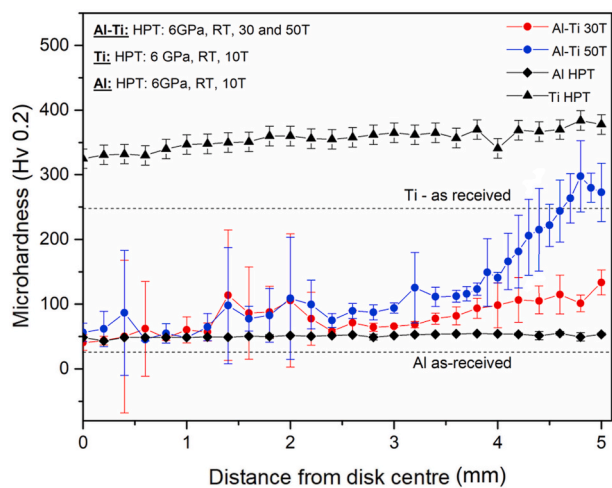 Al-Ti: HPT: 6GPa, RT, 30 and 50T
Ti: HPT: 6 GPa, RT, 10T
Al: HPT: 6GPa, RT, 10T
Al-Ti 30T
Al-Ti 50T
Al HPT
Ti HPT
Ti - as received
Al as-received
Microhardness (Hv 0.2)
500
400
300
200
100
0
0
1
2
3
4
5
Distance from disk centre (mm)